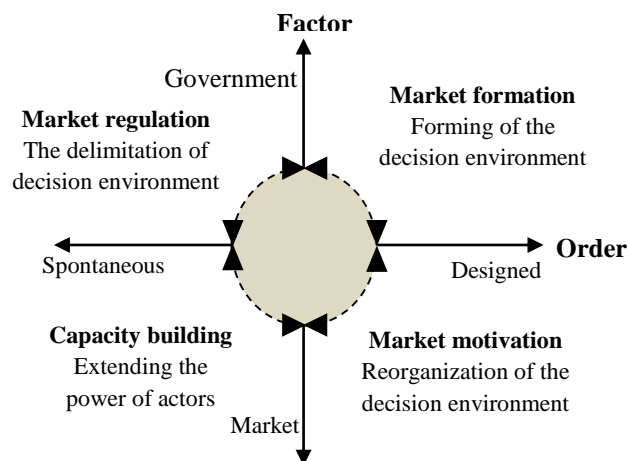 Factor
Government
Market regulation
The delimitation of
decision environment
Market formation
Forming of the
decision environment
Spontaneous
Designed
Order
Capacity building
Extending the
power of actors
Market motivation
Reorganization of the
decision environment
Market